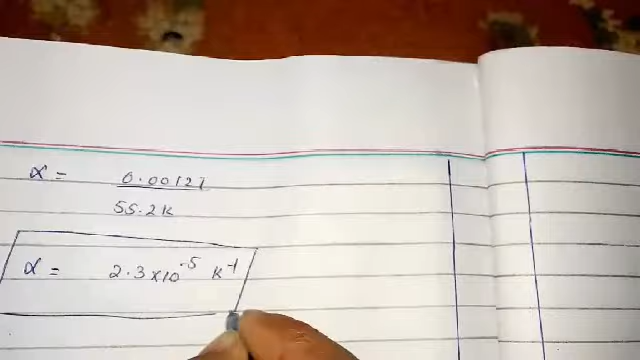 α = 0.00127
55.2K
α = 2.3×10⁻⁵ K⁻¹